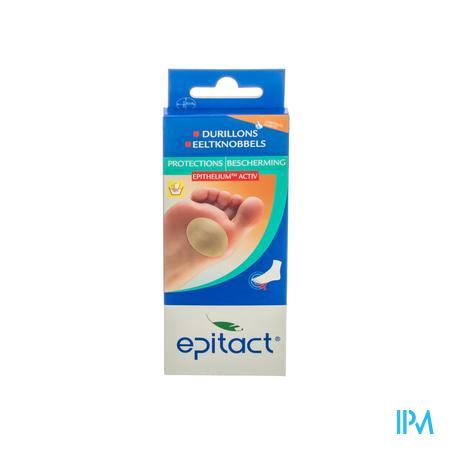 DURILLONS
EELTKNOBBELS
PROTECTIONS | BESCHERMING
EPITHELIUM™ ACTIV
epitact®
IPM